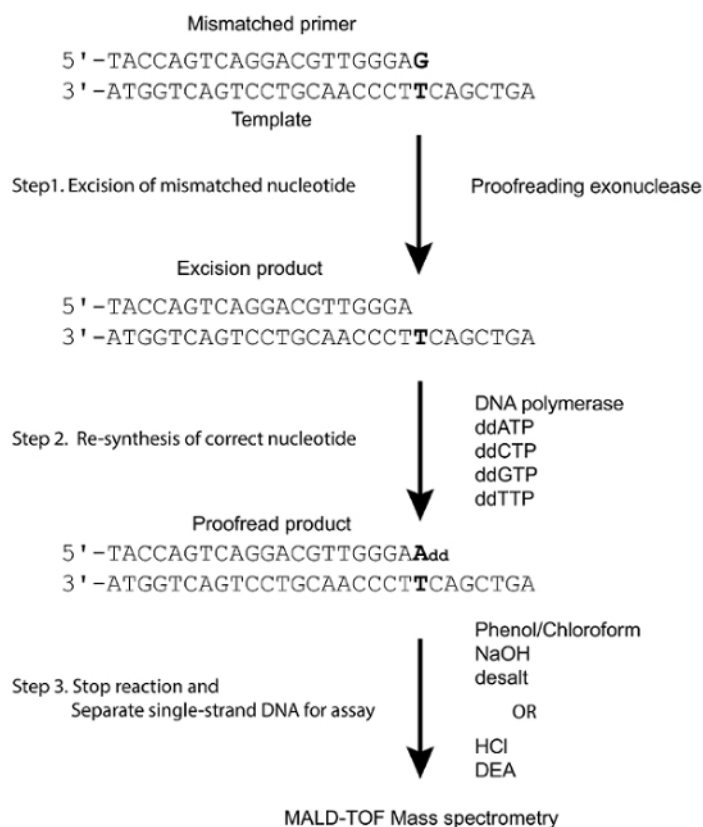 Mismatched primer
5'-TACCAGTCAGGACGTTGGGAG
3'-ATGGTCAGTCCTGCAACCCTTCAGCTGA
Template
Step1. Excision of mismatched nucleotide
Proofreading exonuclease
Excision product
5'-TACCAGTCAGGACGTTGGGA
3'-ATGGTCAGTCCTGCAACCCTTCAGCTGA
Step 2. Re-synthesis of correct nucleotide
DNA polymerase
ddATP
ddCTP
ddGTP
ddTTP
Proofread product
5'-TACCAGTCAGGACGTTGGGAAdd
3'-ATGGTCAGTCCTGCAACCCTTCAGCTGA
Step 3. Stop reaction and
Separate single-strand DNA for assay
Phenol/Chloroform
NaOH
desalt
OR
HCl
DEA
MALD-TOF Mass spectrometry